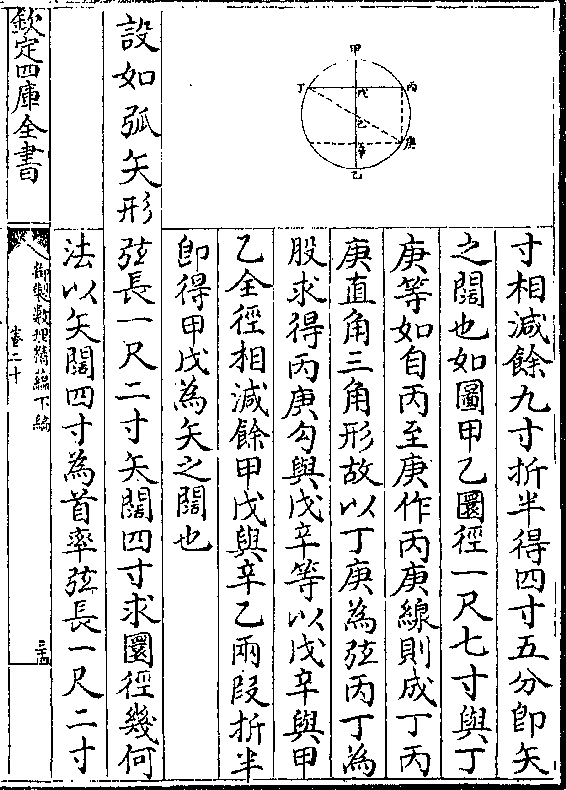 寸相減餘九寸折半得四寸五分卽矢
之闊也如圖甲乙圜徑一尺七寸與丁
庚等如自丙至庚作丙庚線則成丁丙
庚直角三角形故以丁庚為弦丙丁為
股求得丙庚勾與戊辛等以戊辛與甲
乙全徑相減餘甲戊與辛乙兩段折半
卽得甲戊為矢之闊也
設如弧矢形弦長一尺二寸矢闊四寸求圜徑幾何
法以矢闊四寸為首率弦長一尺二寸
欽定四庫全書
御製數理精蘊下編
卷二十
甲
丁
戊
丙
己
辛
庚
乙